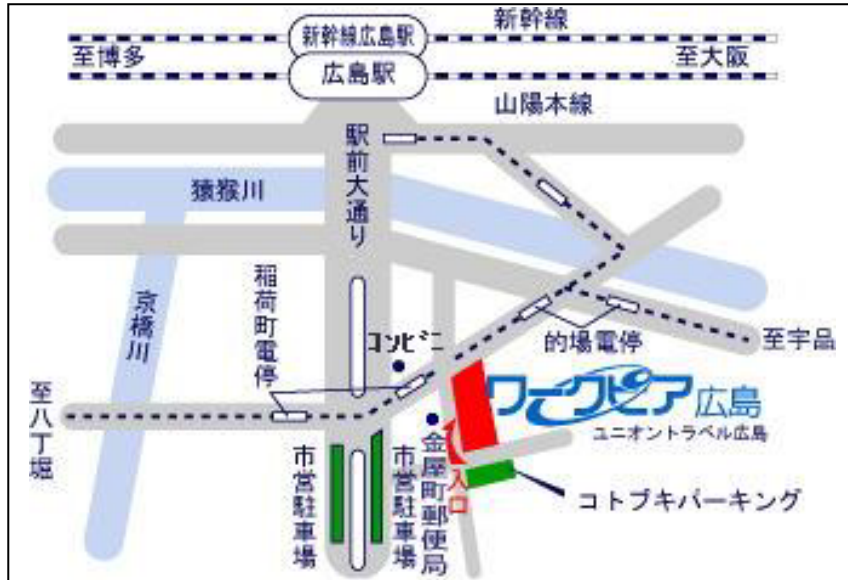 新幹線
新幹線広島駅
至博多
至大阪
広島駅
山陽本線
駅前大通り
猿猴川
稲荷町電停
京橋川
コンビニ
的場電停
至宇品
至八丁堀
ワークピア広島
ユニオントラベル広島
市営駐車場
市営駐車場
金屋町郵便局
入口
コトブキパーキング